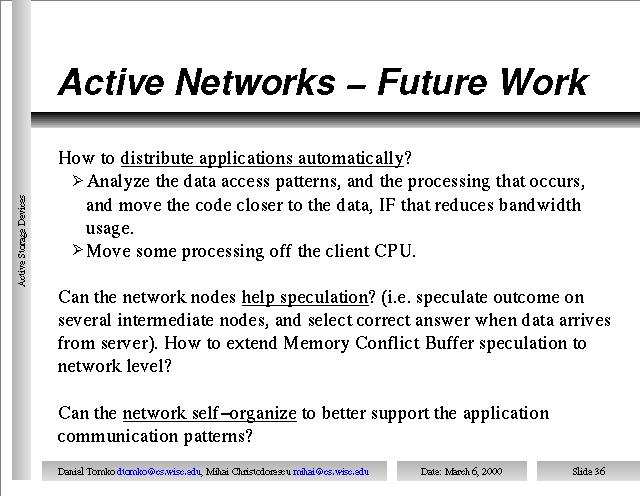 Active Networks – Future Work
How to distribute applications automatically?
➢ Analyze the data access patterns, and the processing that occurs,
and move the code closer to the data, IF that reduces bandwidth
usage.
➢ Move some processing off the client CPU.
Can the network nodes help speculation? (i.e. speculate outcome on
several intermediate nodes, and select correct answer when data arrives
from server). How to extend Memory Conflict Buffer speculation to
network level?
Can the network self–organize to better support the application
communication patterns?
Active Storage Devices
Daniel Tomko dtomko@cs.wisc.edu, Mihai Christodorescu mihai@cs.wisc.edu
Date: March 6, 2000
Slide 36